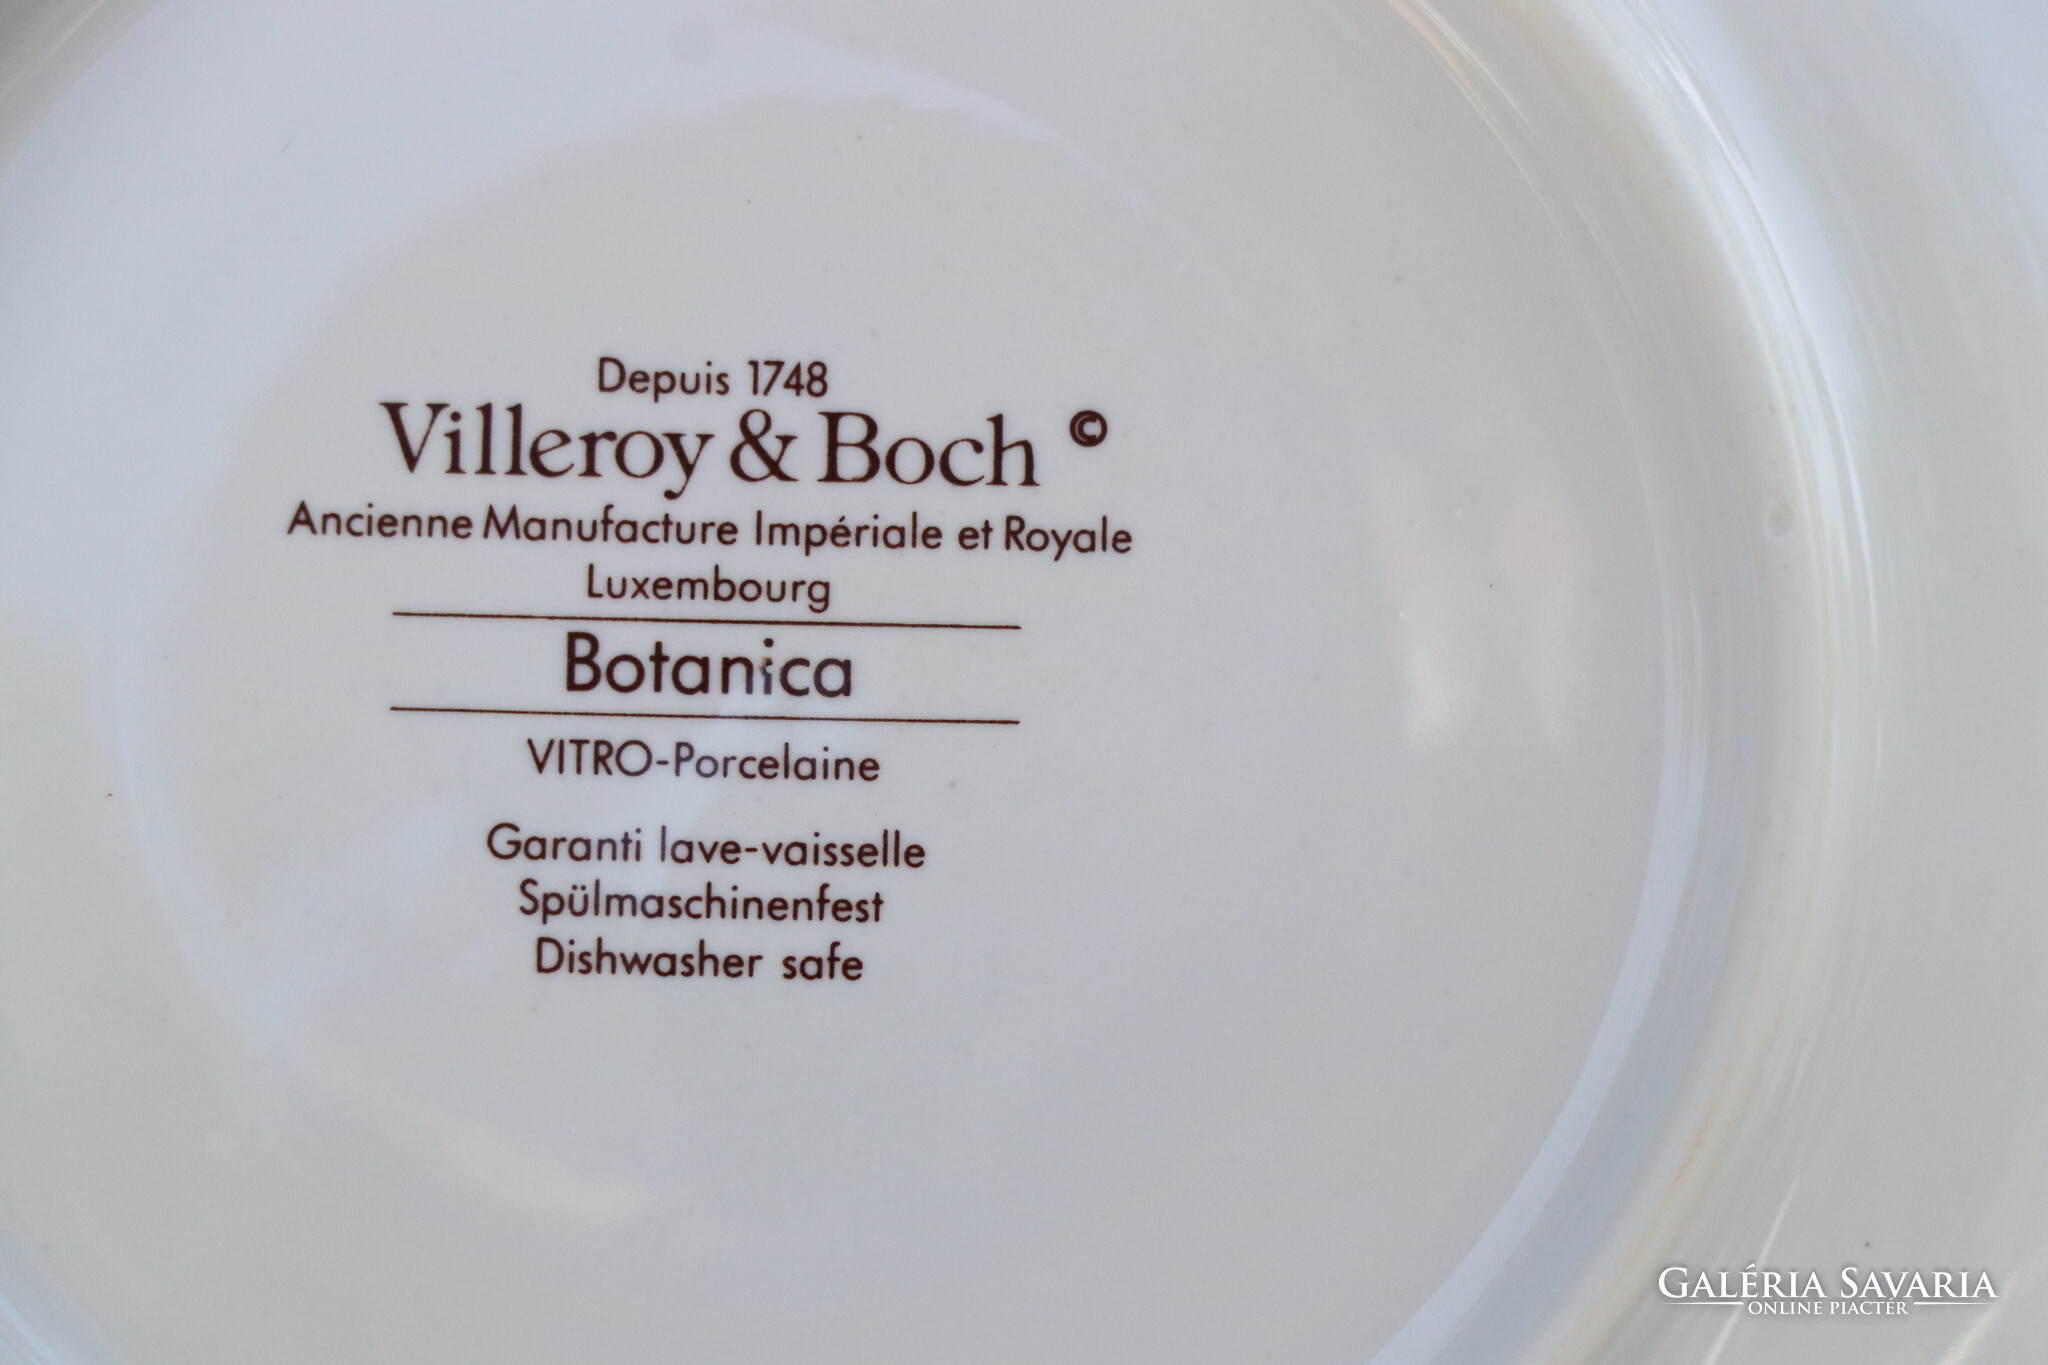 Depuis 1748
Villeroy & Boch ©
Ancienne Manufacture Impériale et Royale
Luxembourg
Botanica
VITRO-Porcelaine
Garanti lave-vaisselle
Spülmaschinenfest
Dishwasher safe
GALÉRIA SAVARIA
ONLINE PIACTÉR